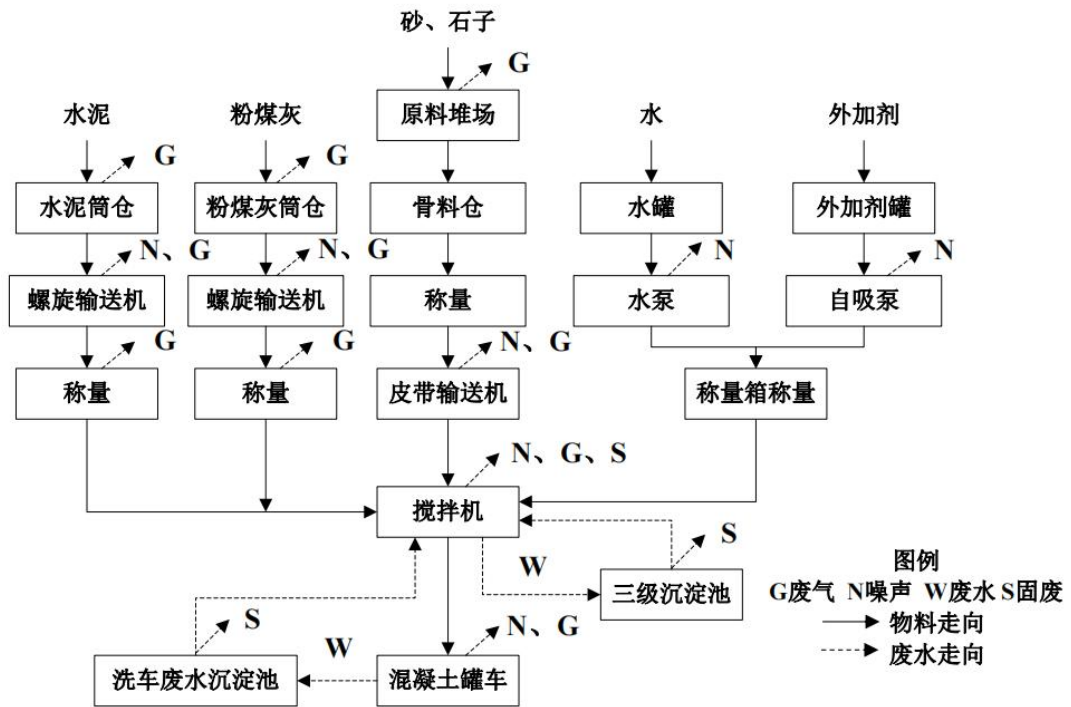 砂、石子
G
水泥
粉煤灰
原料堆场
水
外加剂
G
G
水泥筒仓
粉煤灰筒仓
骨料仓
水罐
外加剂罐
N、G
N、G
N
N
螺旋输送机
螺旋输送机
称量
水泵
自吸泵
G
G
N、G
称量
称量
皮带输送机
称量箱称量
N、G、S
搅拌机
S
W
图例
三级沉淀池
G废气 N噪声 W废水 S固废
S
N、G
物料走向
W
废水走向
洗车废水沉淀池
混凝土罐车